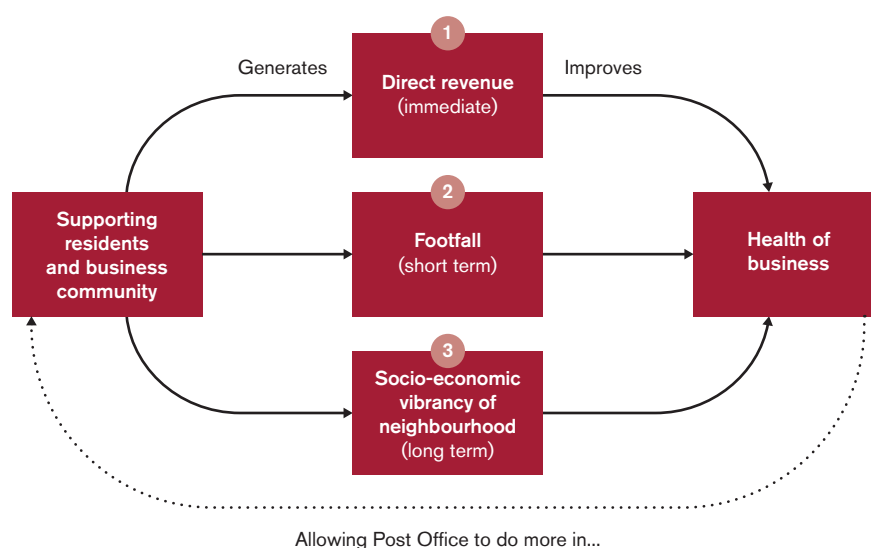 1
Generates
Direct revenue
(immediate)
Improves
Supporting
residents
and business
community
2
Footfall
(short term)
Health of
business
3
Socio-economic
vibrancy of
neighbourhood
(long term)
Allowing Post Office to do more in...